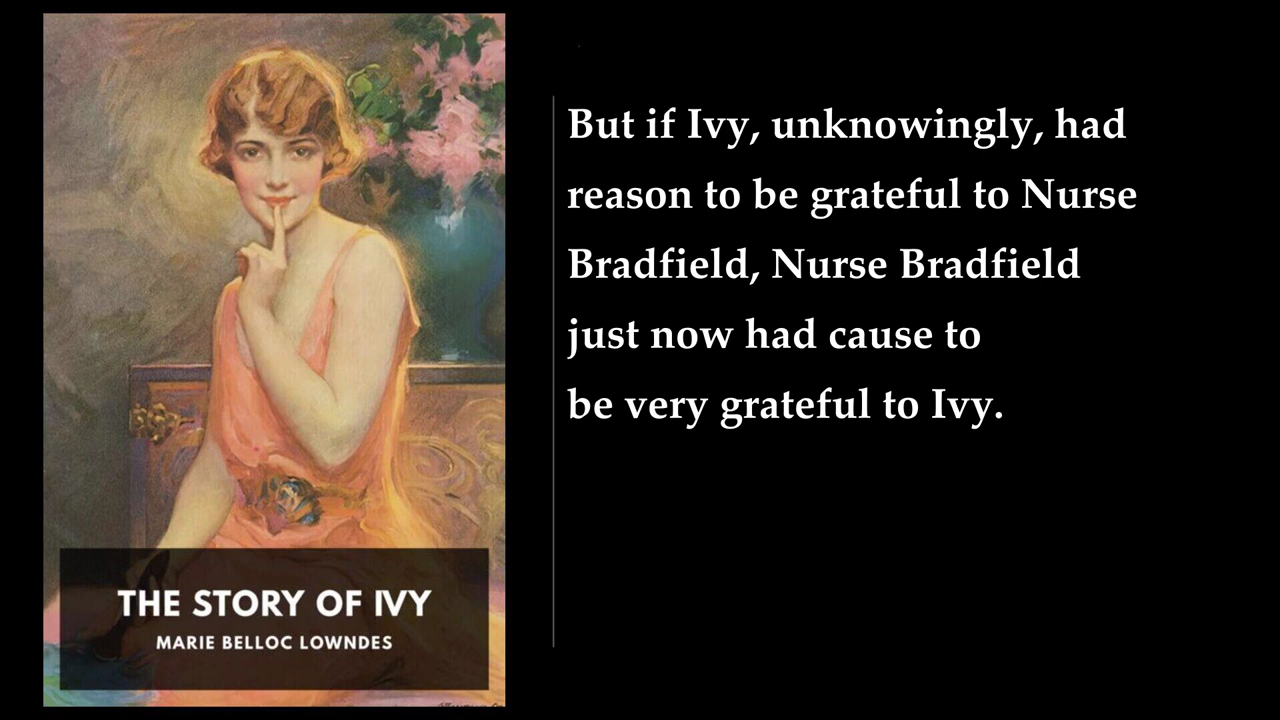 THE STORY OF IVY
MARIE BELLOC LOWNDES
But if Ivy, unknowingly, had
reason to be grateful to Nurse
Bradfield, Nurse Bradfield
just now had cause to
be very grateful to Ivy.